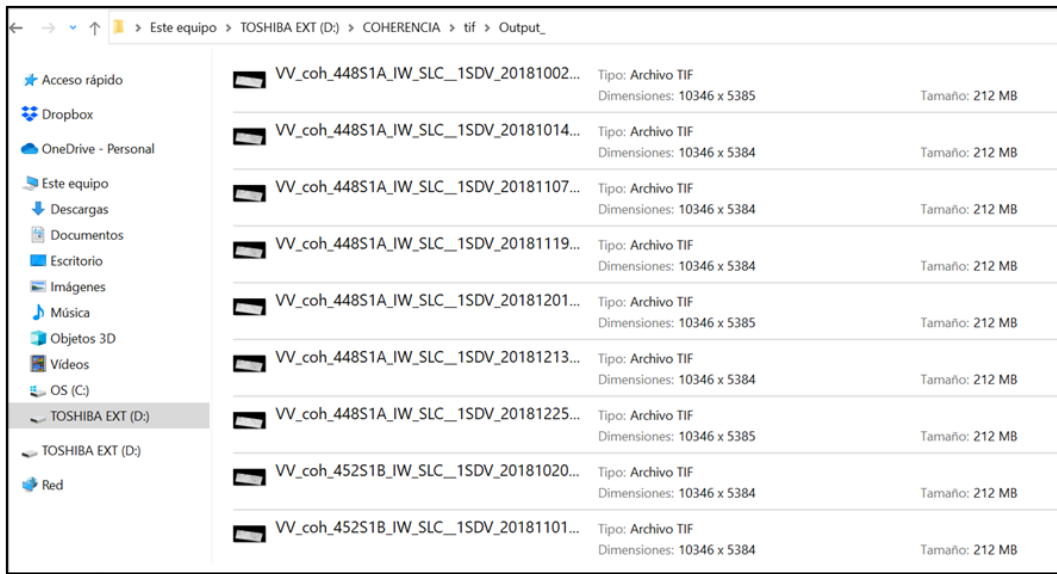 Este equipo > TOSHIBA EXT (D:) > COHERENCIA > tif > Output_
Acceso rápido
Dropbox
OneDrive - Personal
Este equipo
Descargas
Documentos
Escritorio
Imágenes
Música
Objetos 3D
Vídeos
OS (C:)
TOSHIBA EXT (D:)
TOSHIBA EXT (D:)
Red
VV_coh_448S1A_IW_SLC__1SDV_20181002... Tipo: Archivo TIF
Dimensiones: 10346 x 5385 Tamaño: 212 MB
VV_coh_448S1A_IW_SLC__1SDV_20181014... Tipo: Archivo TIF
Dimensiones: 10346 x 5384 Tamaño: 212 MB
VV_coh_448S1A_IW_SLC__1SDV_20181107... Tipo: Archivo TIF
Dimensiones: 10346 x 5384 Tamaño: 212 MB
VV_coh_448S1A_IW_SLC__1SDV_20181119... Tipo: Archivo TIF
Dimensiones: 10346 x 5384 Tamaño: 212 MB
VV_coh_448S1A_IW_SLC__1SDV_20181201... Tipo: Archivo TIF
Dimensiones: 10346 x 5385 Tamaño: 212 MB
VV_coh_448S1A_IW_SLC__1SDV_20181213... Tipo: Archivo TIF
Dimensiones: 10346 x 5384 Tamaño: 212 MB
VV_coh_448S1A_IW_SLC__1SDV_20181225... Tipo: Archivo TIF
Dimensiones: 10346 x 5385 Tamaño: 212 MB
VV_coh_452S1B_IW_SLC__1SDV_20181020... Tipo: Archivo TIF
Dimensiones: 10346 x 5384 Tamaño: 212 MB
VV_coh_452S1B_IW_SLC__1SDV_20181101... Tipo: Archivo TIF
Dimensiones: 10346 x 5384 Tamaño: 212 MB